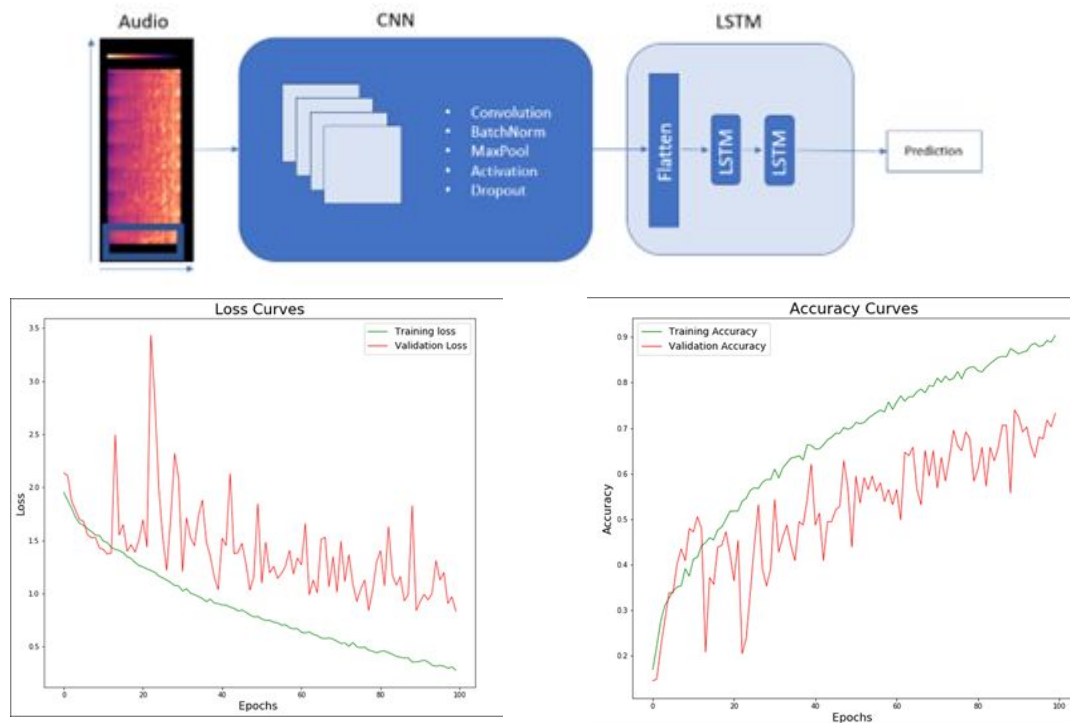 Audio
CNN
LSTM
• Convolution
• BatchNorm
• MaxPool
• Activation
• Dropout
Flatten
LSTM
LSTM
Prediction
Loss Curves
Training loss
Validation Loss
3.5
3.0
2.5
2.0
1.5
1.0
0.5
Loss
0
20
40
60
80
100
Epochs
Accuracy Curves
Training Accuracy
Validation Accuracy
0.9
0.8
0.7
0.6
0.5
0.4
0.3
0.2
Accuracy
0
20
40
60
80
100
Epochs